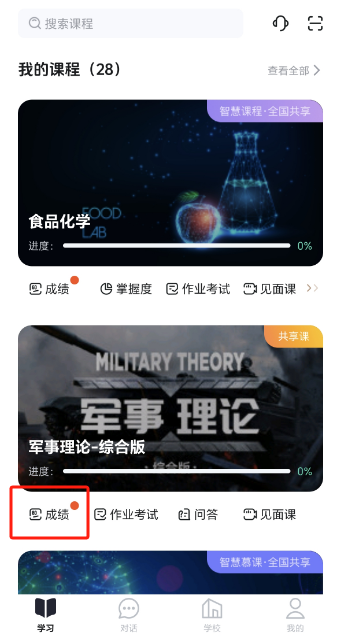 搜索课程
我的课程（28）
查看全部
智慧课程·全国共享
FOOD
LAB
食品化学
进度：
0%
成绩
掌握度
作业考试
见面课
共享课
MILITARY THEORY
军事 理论
·综合版·
军事理论-综合版
进度：
0%
成绩
作业考试
问答
见面课
智慧慕课·全国共享
学习
对话
学校
我的